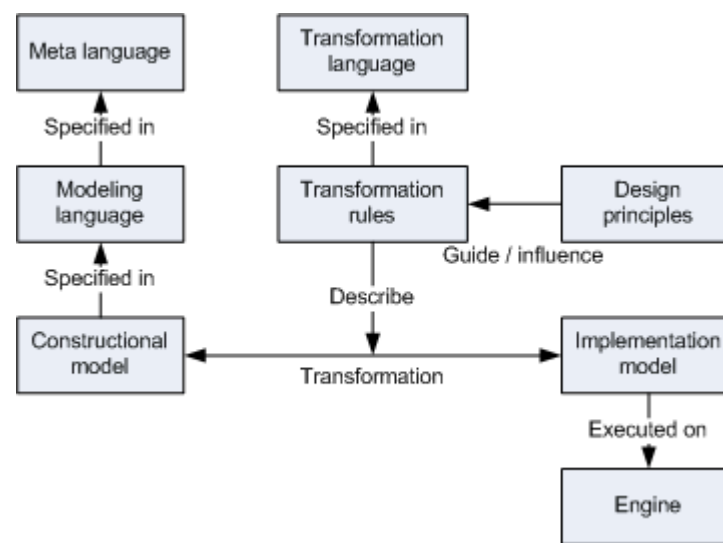 Meta language
Transformation
language
Specified in
Specified in
Modeling
language
Transformation
rules
Design
principles
Guide / influence
Specified in
Describe
Constructional
model
Transformation
Implementation
model
Executed on
Engine